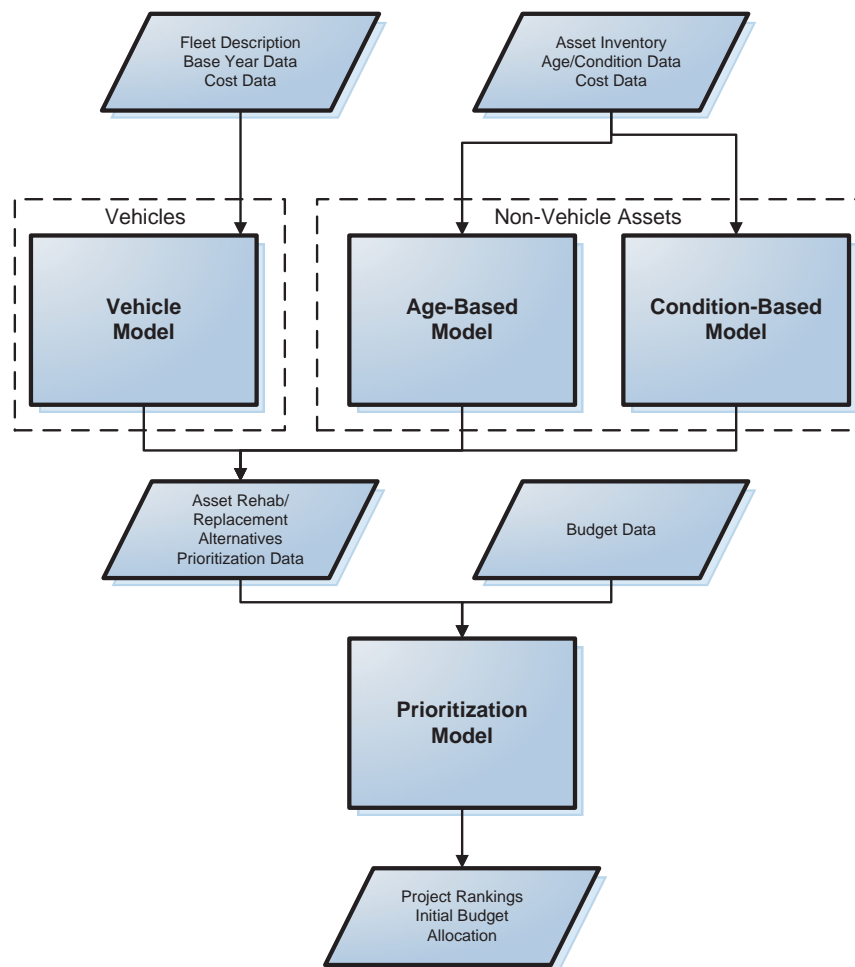 Fleet Description
Base Year Data
Cost Data
Asset Inventory
Age/Condition Data
Cost Data
Vehicles
Non-Vehicle Assets
Vehicle
Model
Age-Based
Model
Condition-Based
Model
Asset Rehab/
Replacement
Alternatives
Prioritization Data
Budget Data
Prioritization
Model
Project Rankings
Initial Budget
Allocation